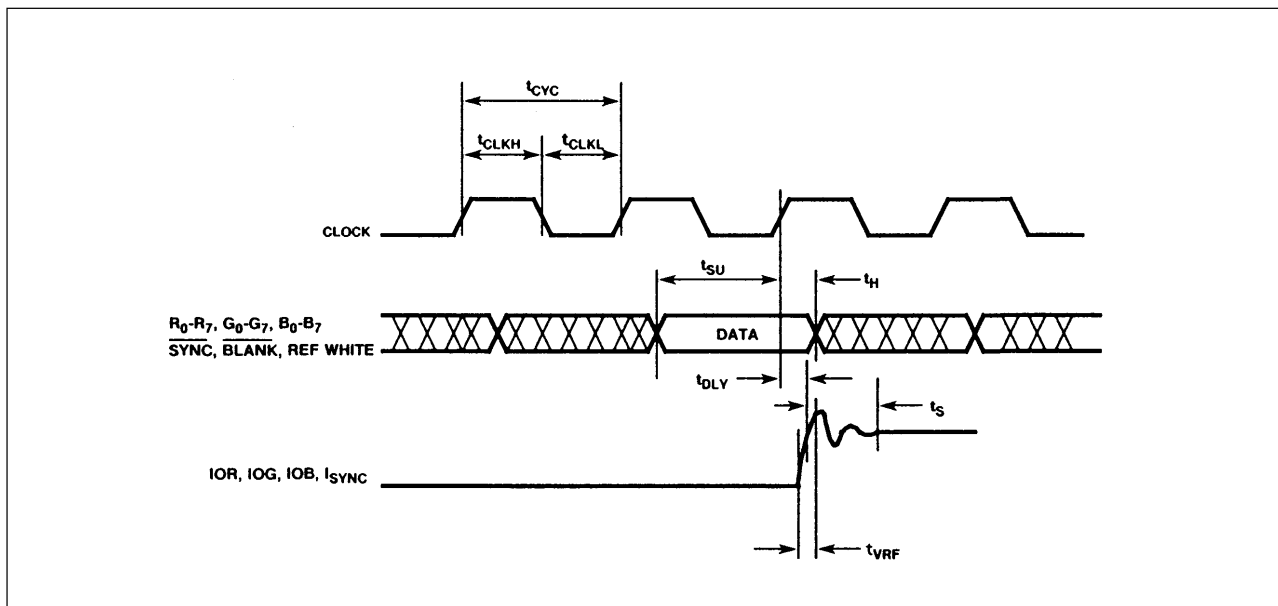 tCYC
tCLKH
tCLKL
CLOCK
tSU
tH
R0-R7, G0-G7, B0-B7
SYNC, BLANK, REF WHITE
DATA
tDLY
tS
IOR, IOG, IOB, ISYNC
tVRF